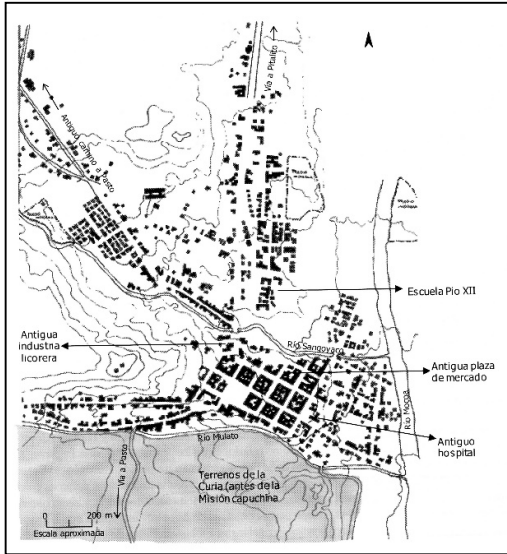 Vía a Pitalito
Antiguo camino a Pasto
Escuela Pio XII
Antigua
industria
licorera
Río Sangoyaco
Antigua plaza
de mercado
Río Mocoa
Antiguo
hospital
Río Mulato
Vía a Pasto
Terrenos de la
Curia (antes de la
Misión capuchina
0 200 m
Escala aproximada